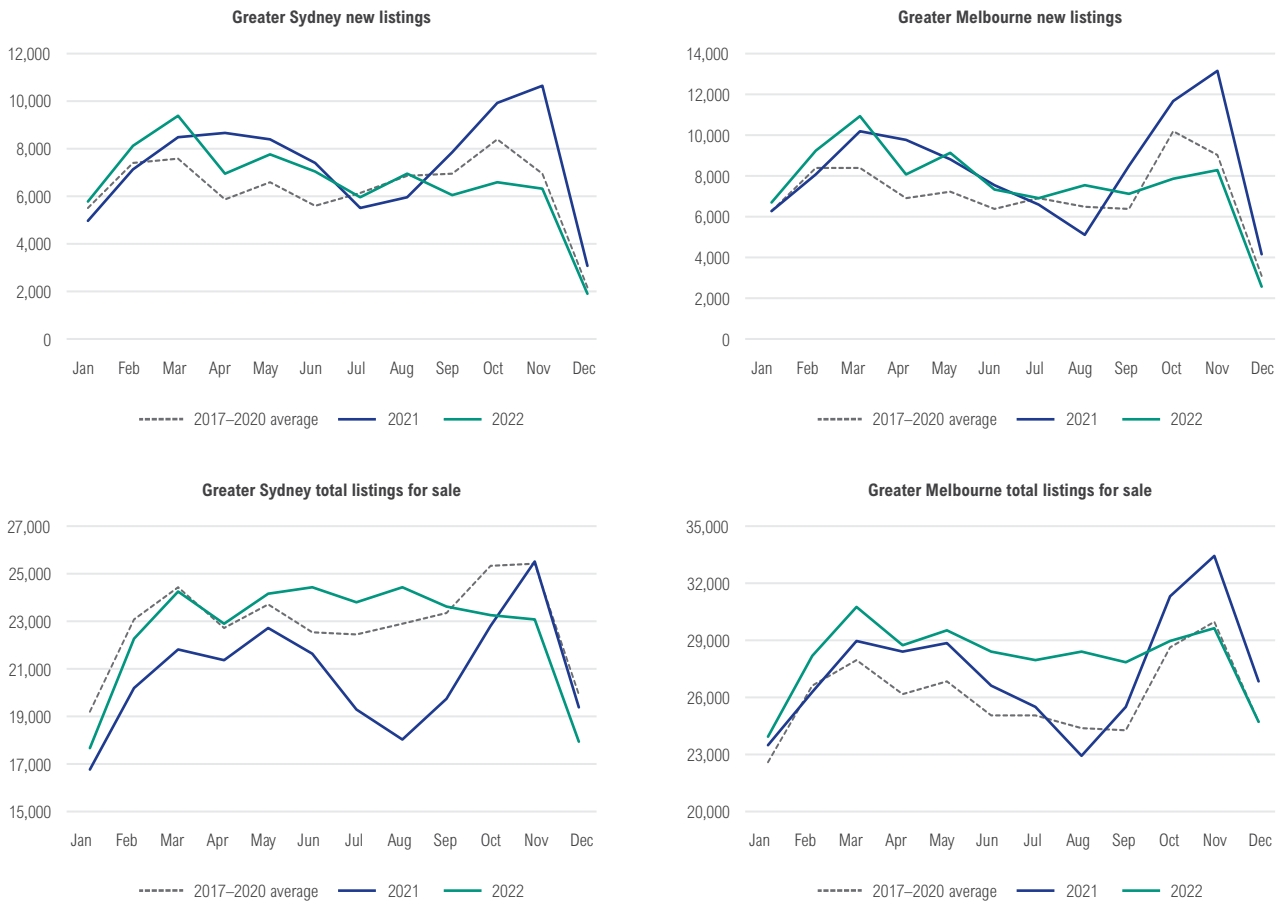 Greater Sydney new listings
12,000
10,000
8,000
6,000
4,000
2,000
0
Jan Feb Mar Apr May Jun Jul Aug Sep Oct Nov Dec
2017–2020 average 2021 2022
Greater Melbourne new listings
14,000
12,000
10,000
8,000
6,000
4,000
2,000
0
Jan Feb Mar Apr May Jun Jul Aug Sep Oct Nov Dec
2017–2020 average 2021 2022
Greater Sydney total listings for sale
27,000
25,000
23,000
21,000
19,000
17,000
15,000
Jan Feb Mar Apr May Jun Jul Aug Sep Oct Nov Dec
2017–2020 average 2021 2022
Greater Melbourne total listings for sale
35,000
32,000
29,000
26,000
23,000
20,000
Jan Feb Mar Apr May Jun Jul Aug Sep Oct Nov Dec
2017–2020 average 2021 2022